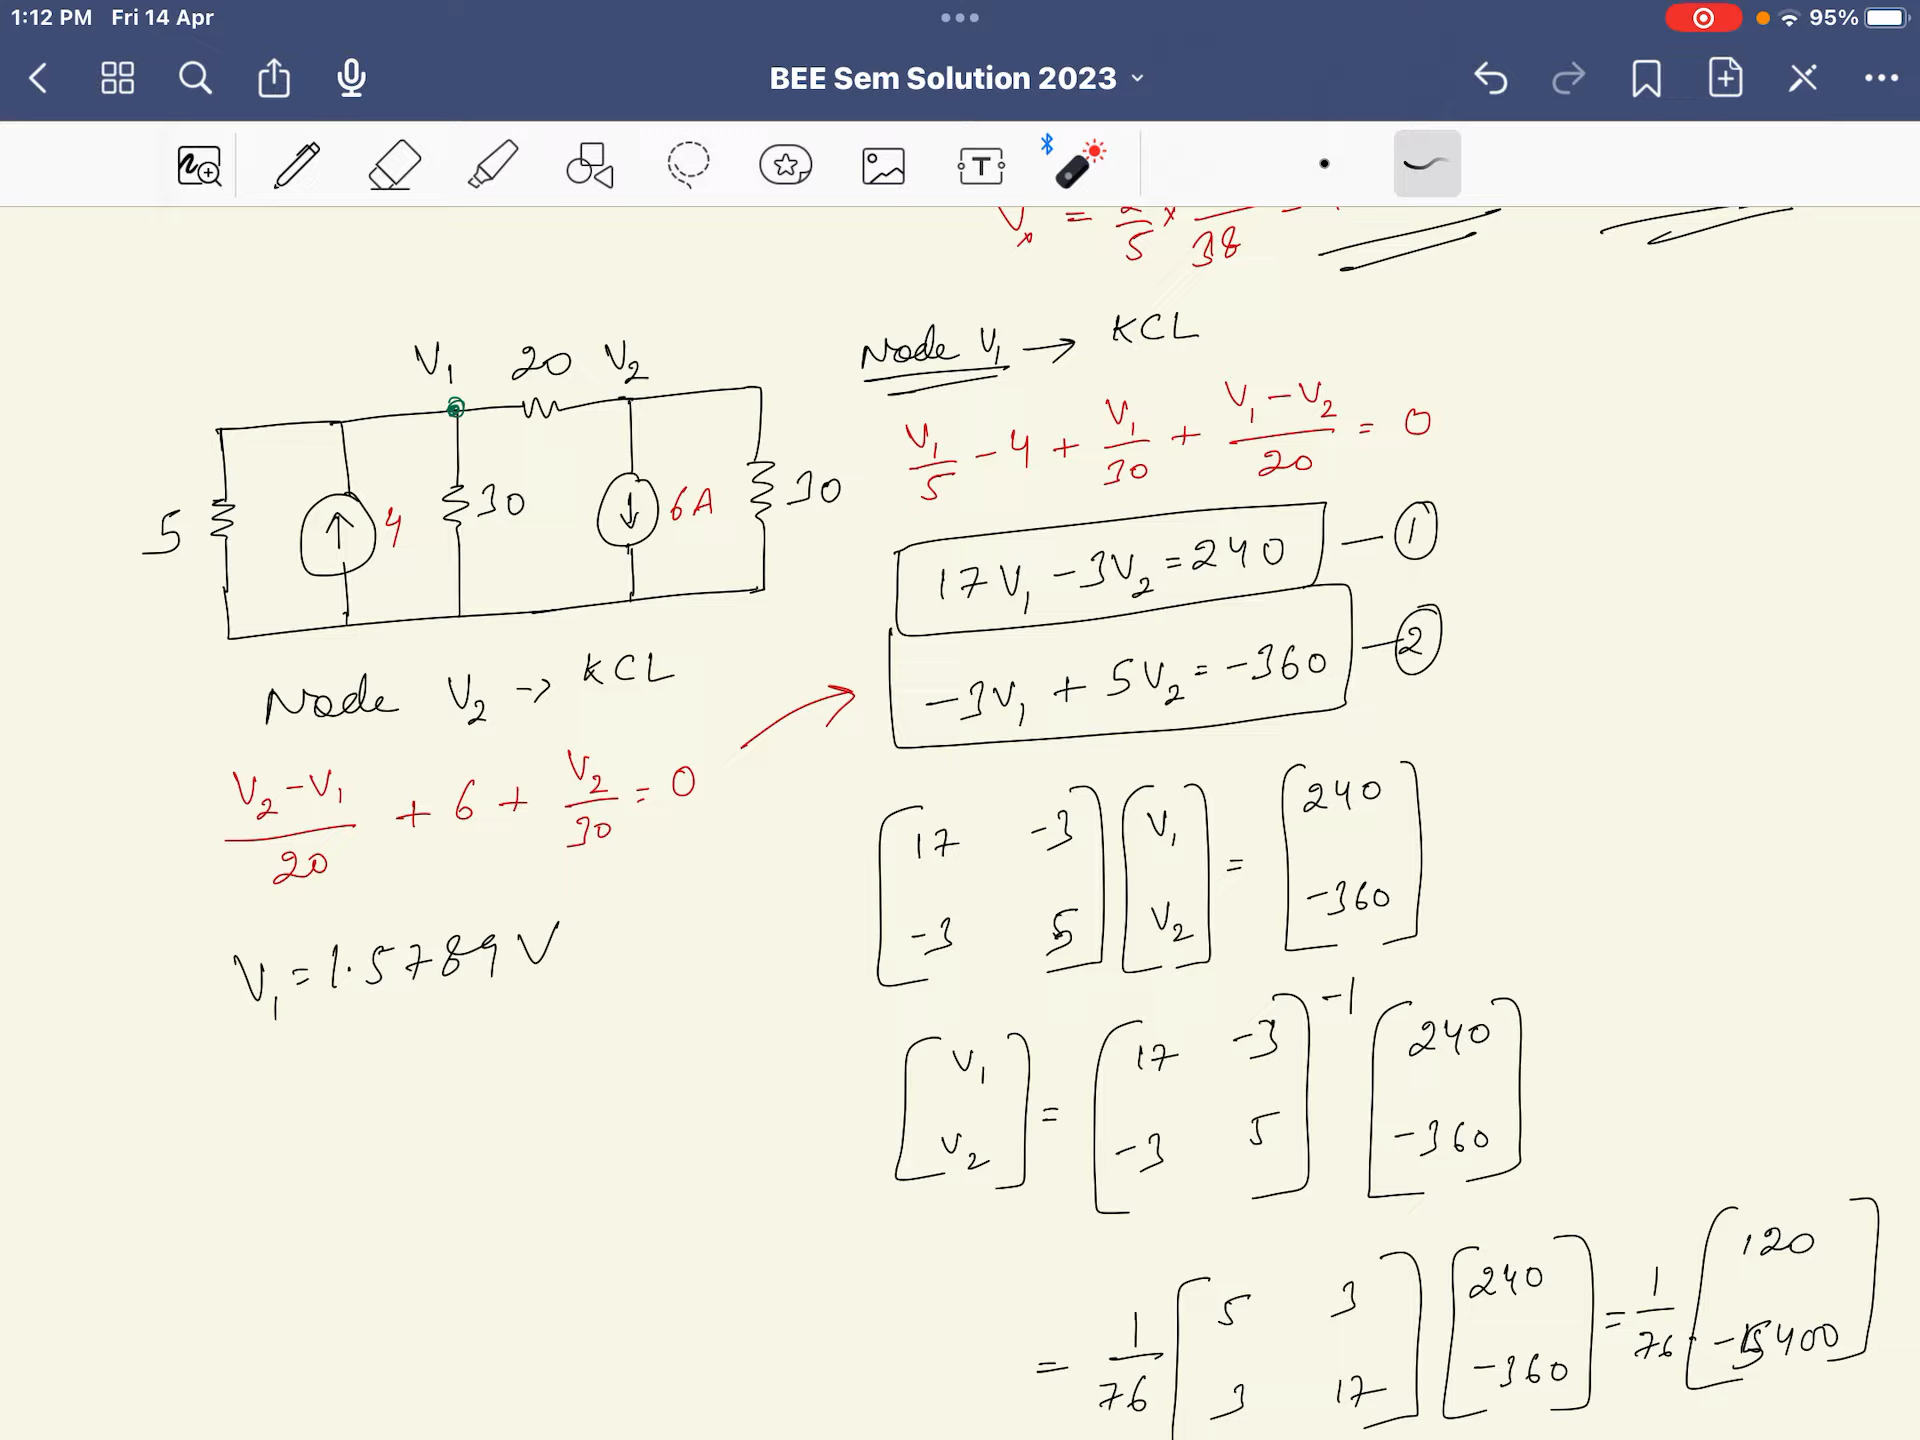 1:12 PM Fri 14 Apr
95%
BEE Sem Solution 2023
T
Vx = 2/5 × /38 =
V₁ 20 V₂
5
4
30
6A
30
Node V₁ → KCL
V₁/5 - 4 + V₁/30 + (V₁ - V₂)/20 = 0
17V₁ - 3V₂ = 240 — ①
-3V₁ + 5V₂ = -360 — ②
Node V₂ → KCL
(V₂ - V₁)/20 + 6 + V₂/30 = 0
V₁ = 1.5789 V
[17 -3; -3 5] [V₁; V₂] = [240; -360]
[V₁; V₂] = [17 -3; -3 5]⁻¹ [240; -360]
= 1/76 [5 3; 3 17] [240; -360] = 1/76 [120; -5400]